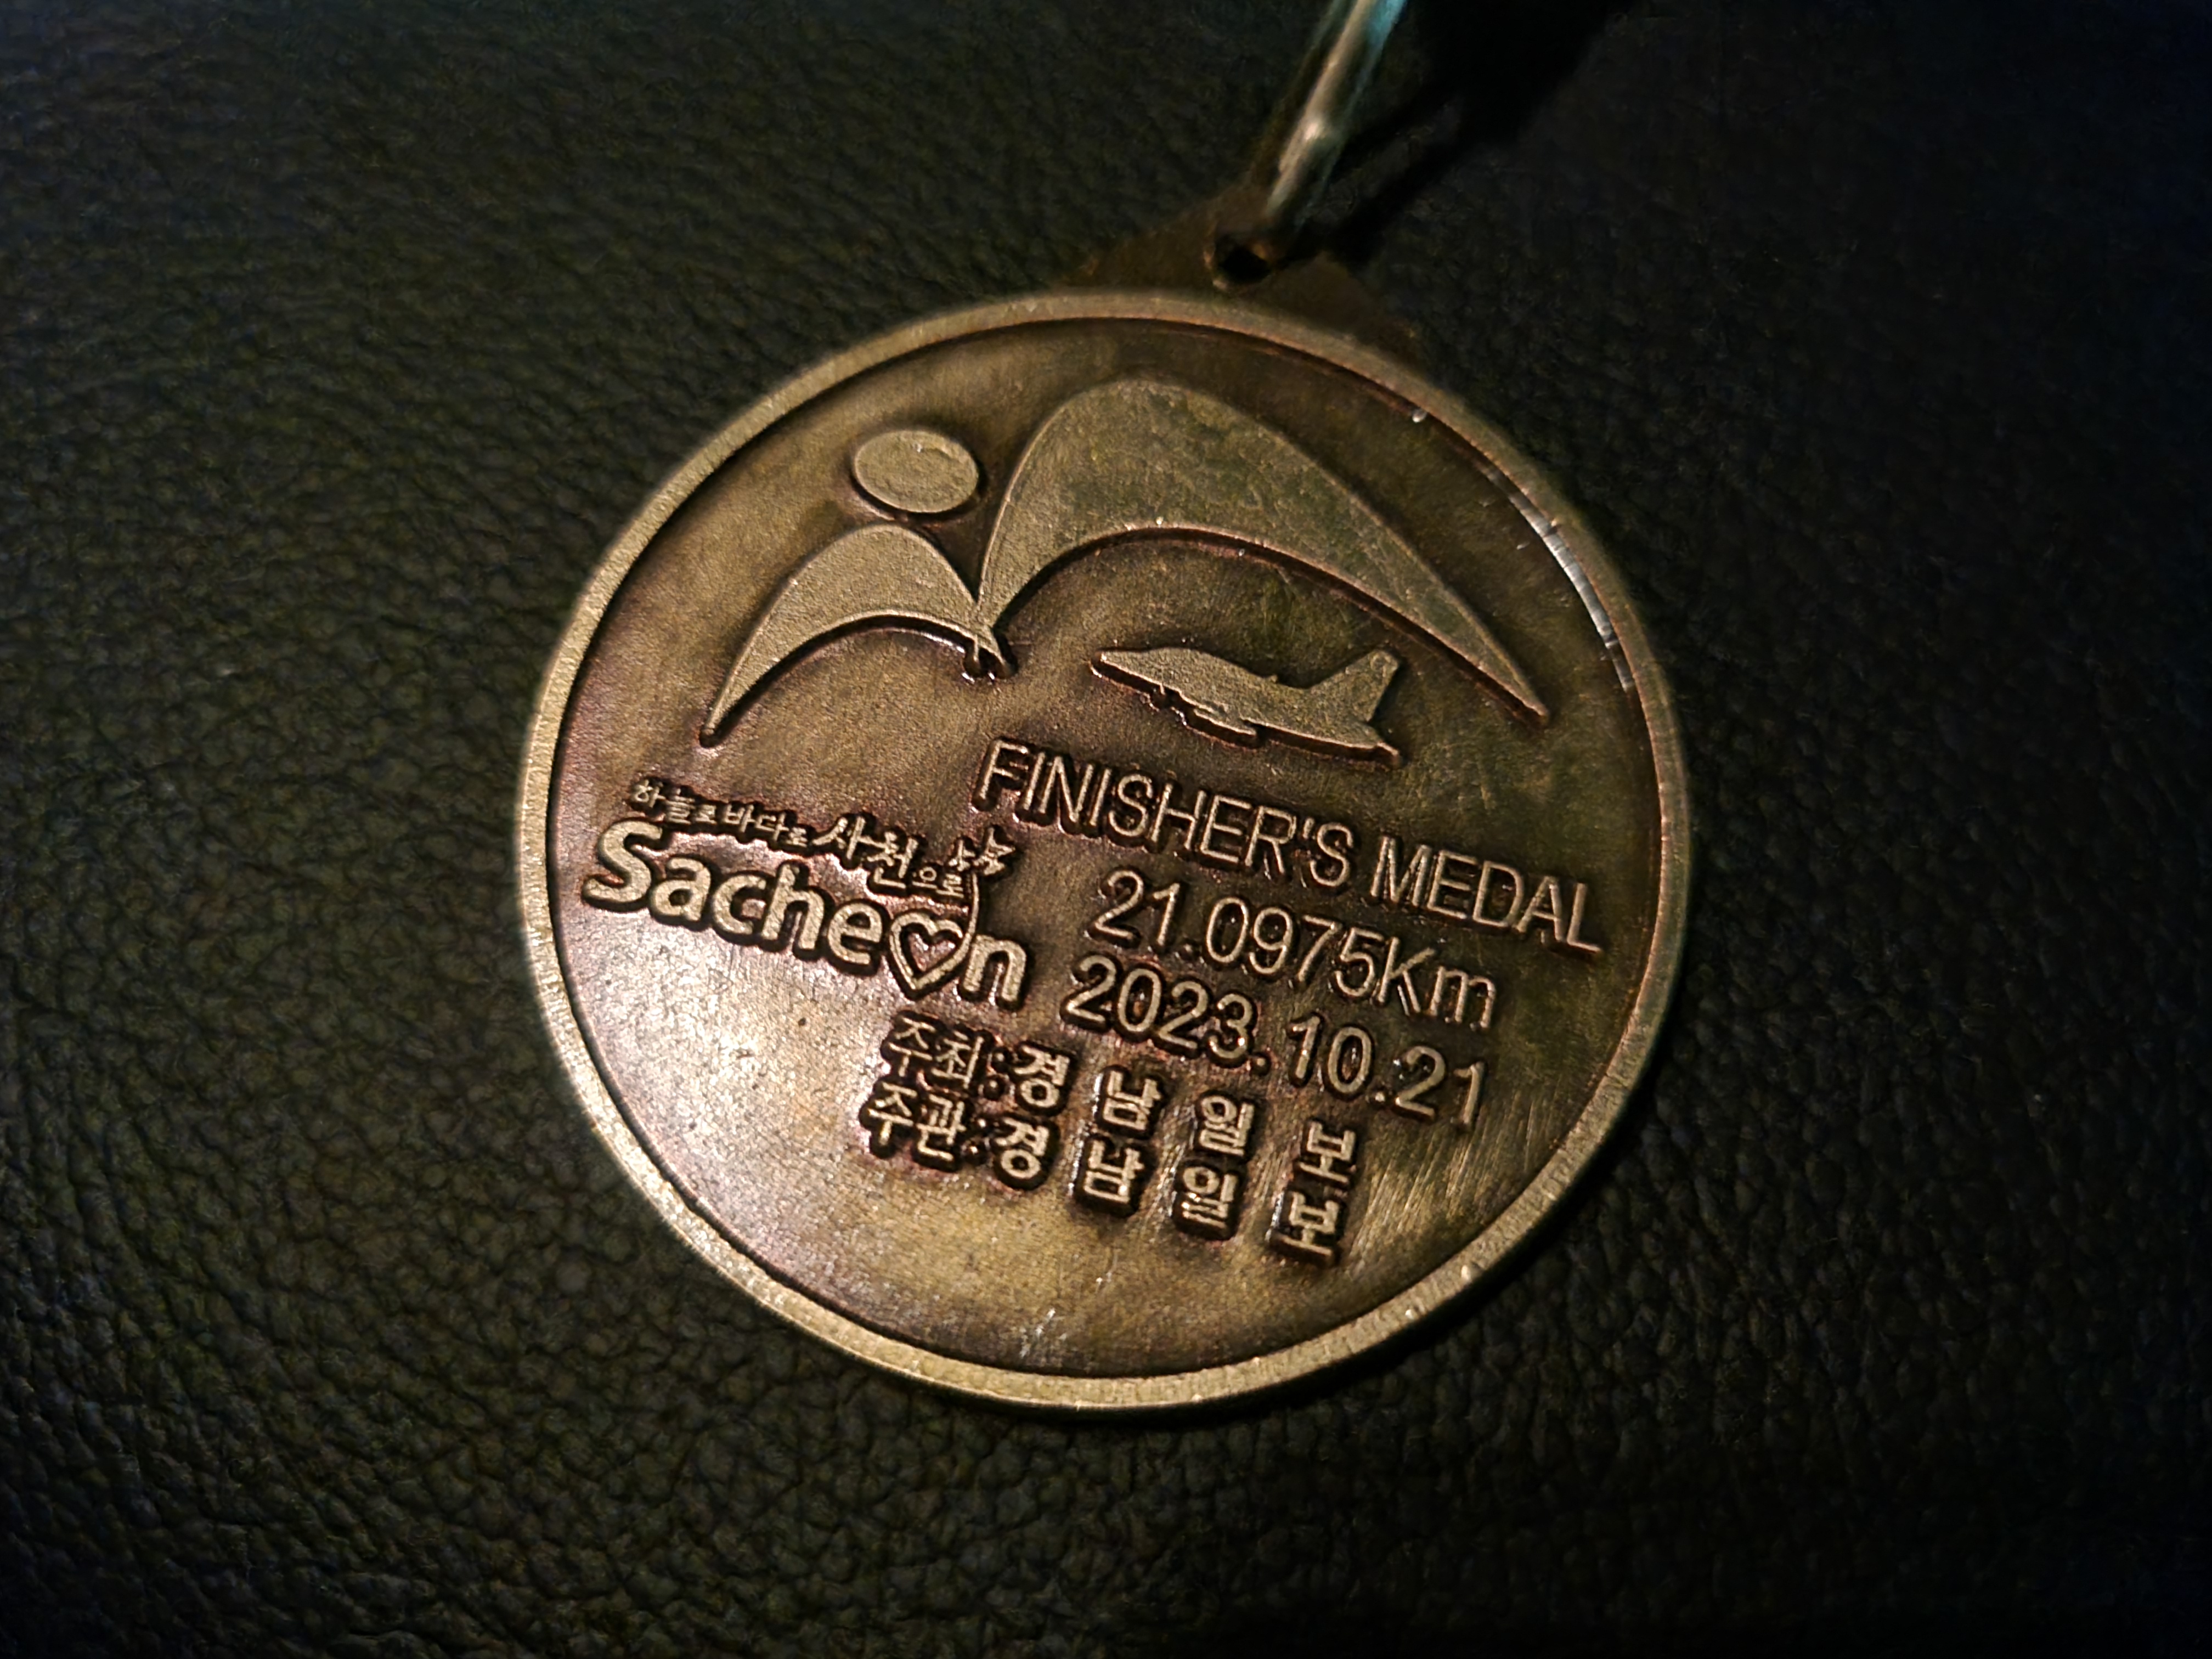 FINISHER'S MEDAL
하늘로 바다로 사천으로
Sacheon
21.0975Km
2023.10.21
주최:경 남 일 보
주관:경 남 일 보